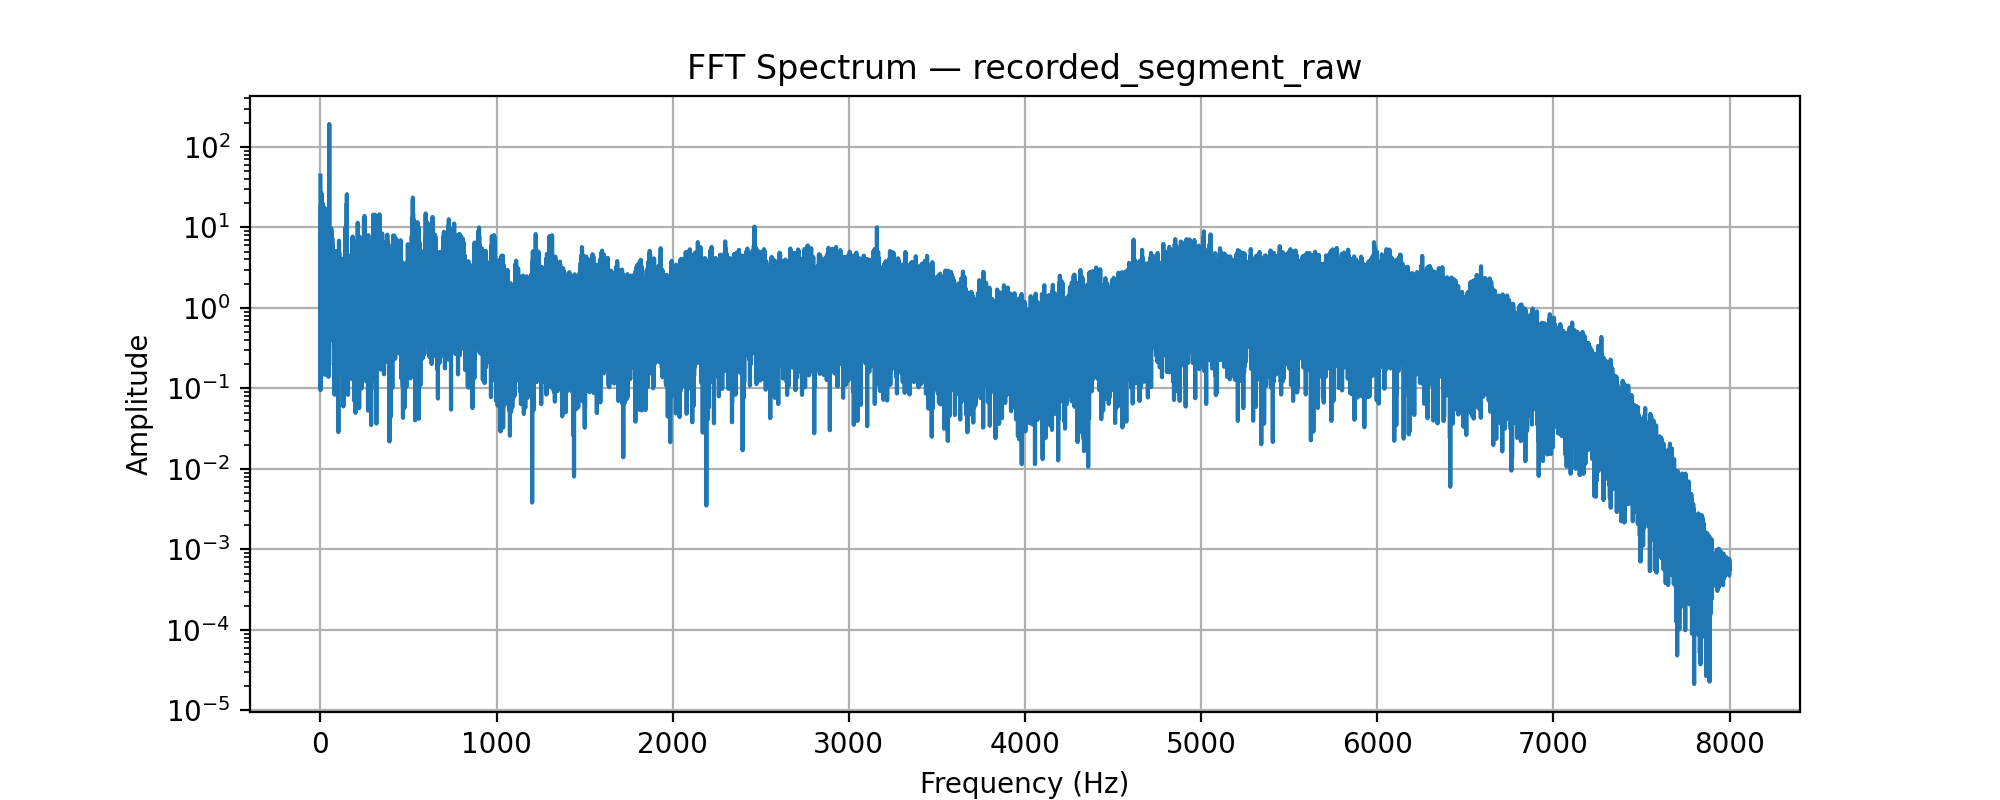 FFT Spectrum — recorded_segment_raw
Amplitude
10²
10¹
10⁰
10⁻¹
10⁻²
10⁻³
10⁻⁴
10⁻⁵
0 1000 2000 3000 4000 5000 6000 7000 8000
Frequency (Hz)